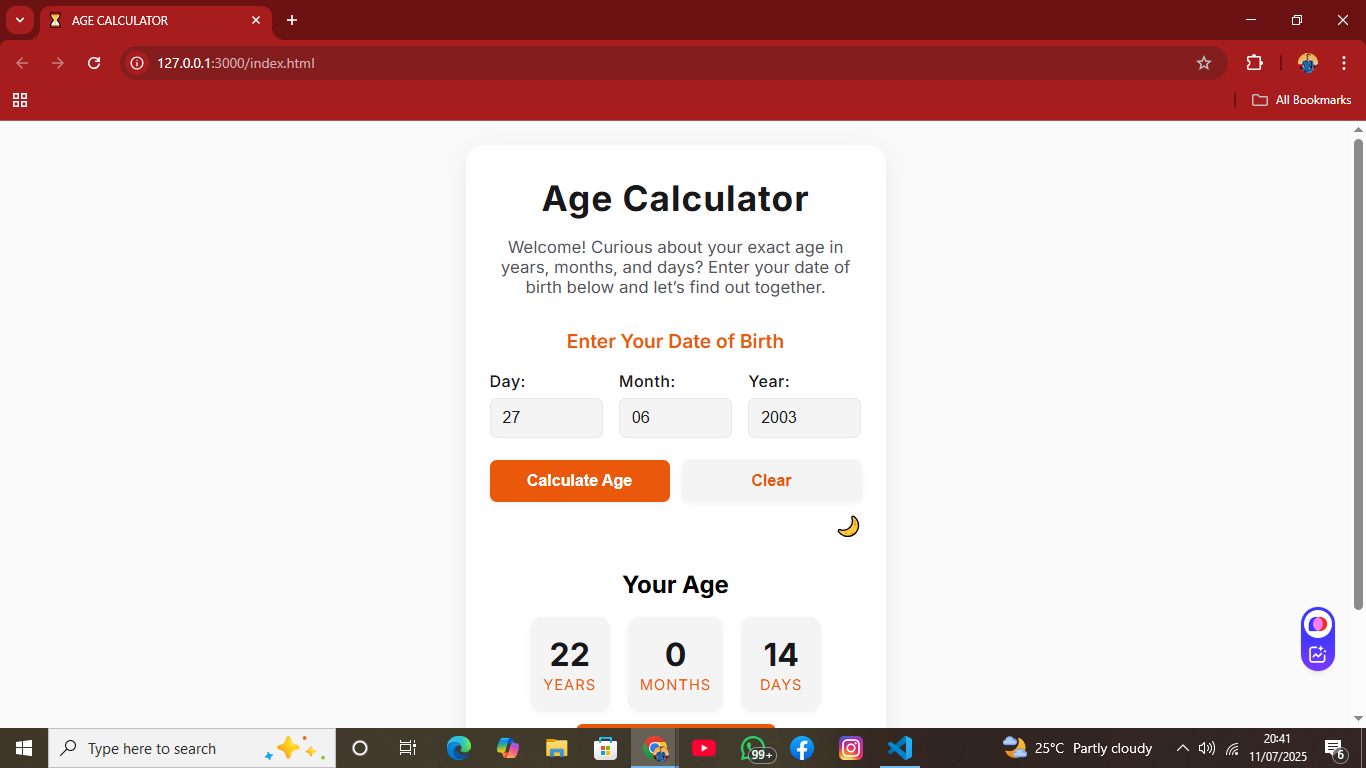 AGE CALCULATOR
127.0.0.1:3000/index.html
All Bookmarks
Age Calculator
Welcome! Curious about your exact age in
years, months, and days? Enter your date of
birth below and let’s find out together.
Enter Your Date of Birth
Day: Month: Year:
27 06 2003
Calculate Age Clear
Your Age
22 0 14
YEARS MONTHS DAYS
Type here to search 99+ 25°C Partly cloudy 20:41
11/07/2025 6